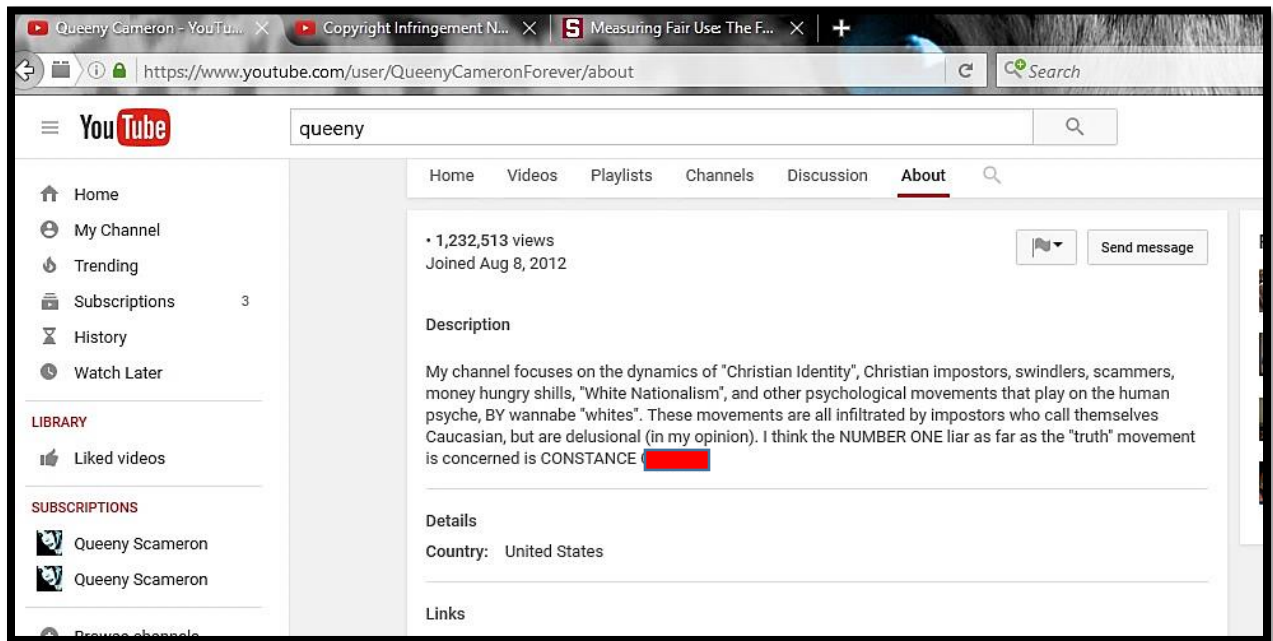 Queeny Cameron - YouTu...
Copyright Infringement N...
S Measuring Fair Use: The F...
https://www.youtube.com/user/QueenyCameronForever/about
Search
YouTube
queeny
Home Videos Playlists Channels Discussion About
Home
My Channel
Trending
Subscriptions 3
History
Watch Later
LIBRARY
Liked videos
SUBSCRIPTIONS
Queeny Scameron
Queeny Scameron
Browse channels
• 1,232,513 views
Joined Aug 8, 2012
Send message
Description
My channel focuses on the dynamics of "Christian Identity", Christian impostors, swindlers, scammers,
money hungry shills, "White Nationalism", and other psychological movements that play on the human
psyche, BY wannabe "whites". These movements are all infiltrated by impostors who call themselves
Caucasian, but are delusional (in my opinion). I think the NUMBER ONE liar as far as the "truth" movement
is concerned is CONSTANCE
Details
Country: United States
Links